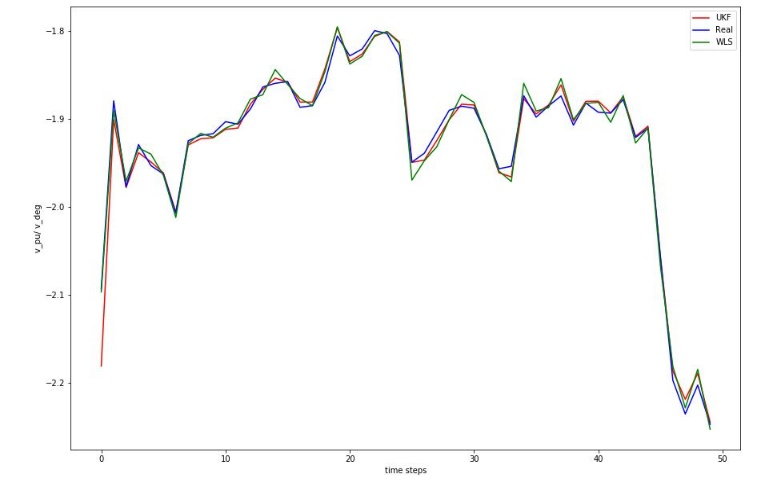 UKF
Real
WLS
−1.8
−1.9
−2.0
−2.1
−2.2
v_pu/ v_deg
0
10
20
30
40
50
time steps